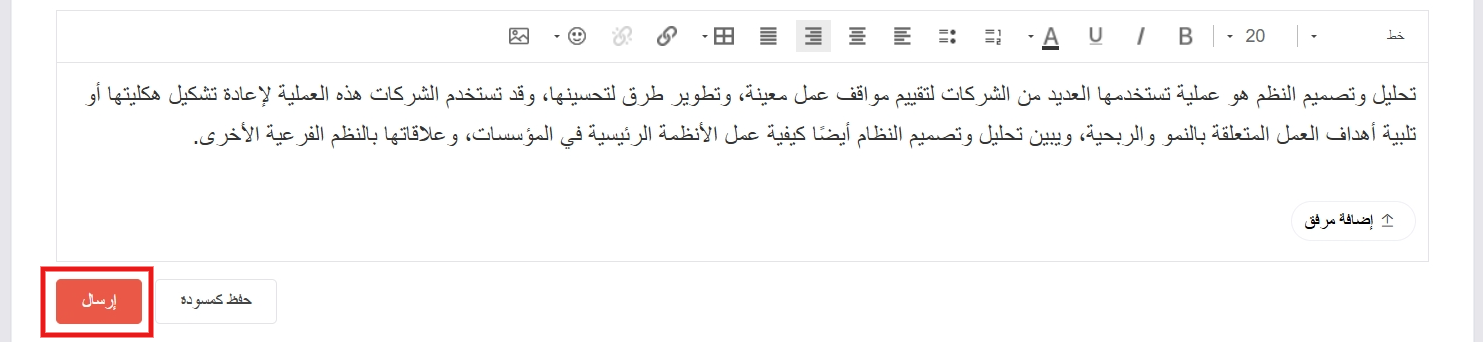 خط 20 B I U A
تحليل وتصميم النظم هو عملية تستخدمها العديد من الشركات لتقييم مواقف عمل معينة، وتطوير طرق لتحسينها، وقد تستخدم الشركات هذه العملية لإعادة تشكيل هكليتها أو
تلبية أهداف العمل المتعلقة بالنمو والربحية، ويبين تحليل وتصميم النظام أيضًا كيفية عمل الأنظمة الرئيسية في المؤسسات، وعلاقاتها بالنظم الفرعية الأخرى.
إضافة مرفق
حفظ كمسودة إرسال